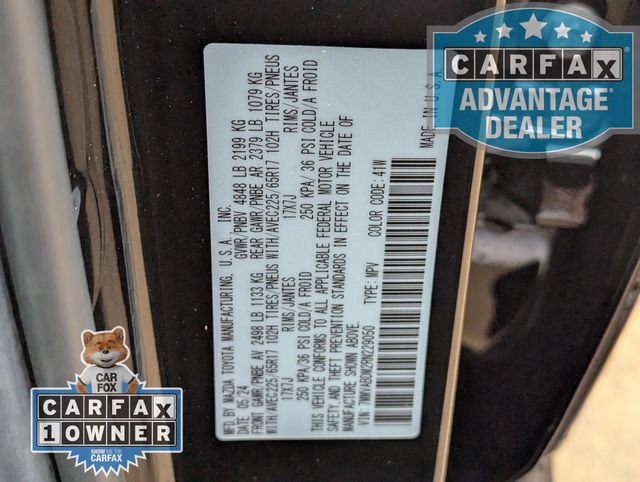 MFD BY MAZDA TOYOTA MANUFACTURING, U.S.A., INC.
DATE 05/24 GVWR/PNBV 4848 LB 2199 KG
FRONT GAWR/PNBE AV 2498 LB 1133 KG REAR GAWR/PNBE AR 2379 LB 1079 KG
WITH/AVEC225/65R17 102H TIRES/PNEUS WITH/AVEC225/65R17 102H TIRES/PNEUS
17X7J RIMS/JANTES 17X7J RIMS/JANTES
250 KPA/36 PSI COLD/A FROID 250 KPA/36 PSI COLD/A FROID
THIS VEHICLE CONFORMS TO ALL APPLICABLE FEDERAL MOTOR VEHICLE
SAFETY AND THEFT PREVENTION STANDARDS IN EFFECT ON THE DATE OF
MANUFACTURE SHOWN ABOVE.
VIN: 7MMVABDM2RN229050 TYPE: MPV COLOR CODE: 41W
MADE IN U.S.A
CARFAX
ADVANTAGE
DEALER
CAR
FOX
CARFAX
1 OWNER
SHOW ME THE
CARFAX